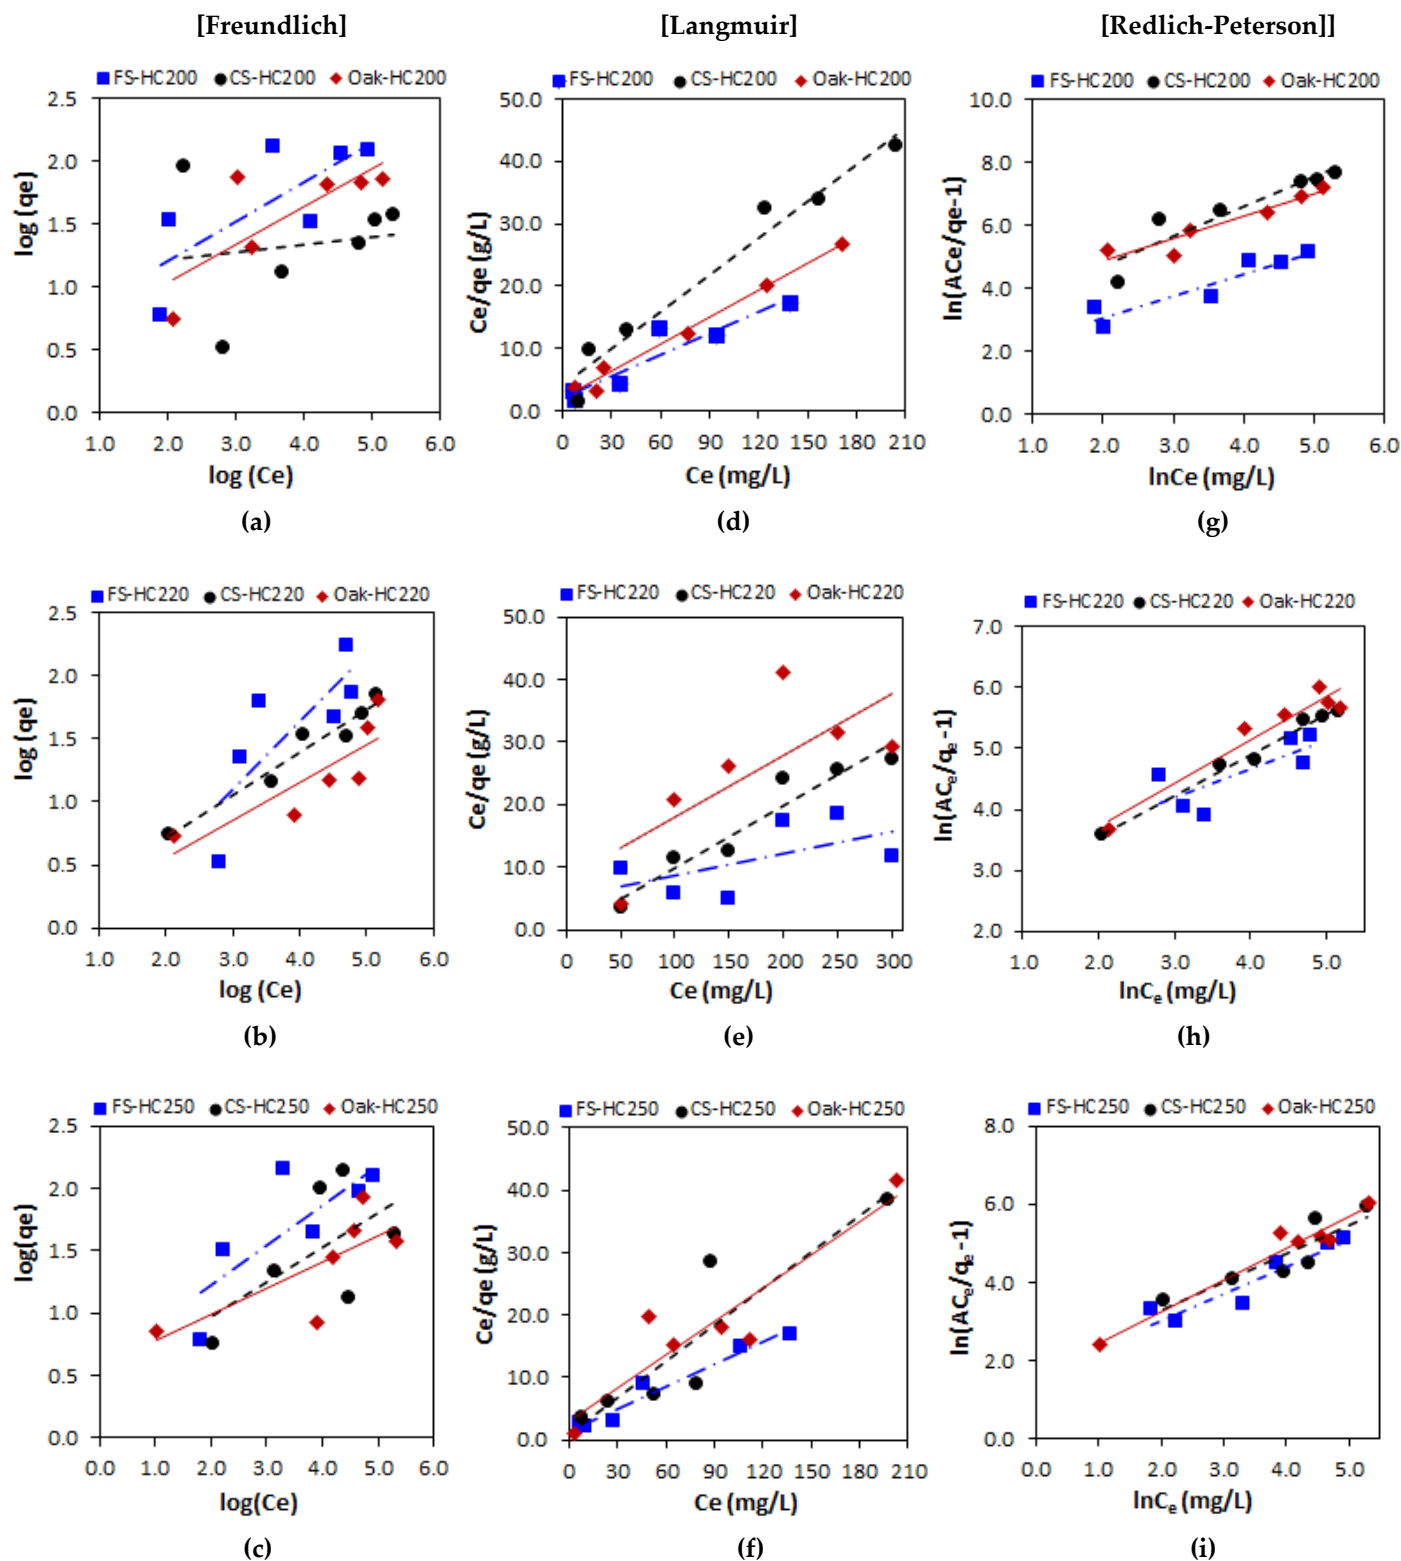 [Freundlich] [Langmuir] [Redlich-Peterson]]
FS-HC200 CS-HC200 Oak-HC200
2.5
2.0
1.5
1.0
0.5
0.0
log (qe)
1.0 2.0 3.0 4.0 5.0 6.0
log (Ce)
(a)
FS-HC200 CS-HC200 Oak-HC200
50.0
40.0
30.0
20.0
10.0
0.0
Ce/qe (g/L)
0 30 60 90 120 150 180 210
Ce (mg/L)
(d)
FS-HC200 CS-HC200 Oak-HC200
10.0
8.0
6.0
4.0
2.0
0.0
ln(ACe/qe-1)
1.0 2.0 3.0 4.0 5.0 6.0
lnCe (mg/L)
(g)
FS-HC220 CS-HC220 Oak-HC220
2.5
2.0
1.5
1.0
0.5
0.0
log (qe)
1.0 2.0 3.0 4.0 5.0 6.0
log (Ce)
(b)
FS-HC220 CS-HC220 Oak-HC220
50.0
40.0
30.0
20.0
10.0
0.0
Ce/qe (g/L)
0 50 100 150 200 250 300
Ce (mg/L)
(e)
FS-HC220 CS-HC220 Oak-HC220
7.0
6.0
5.0
4.0
3.0
2.0
ln(ACe/qe-1)
1.0 2.0 3.0 4.0 5.0
lnCe (mg/L)
(h)
FS-HC250 CS-HC250 Oak-HC250
2.5
2.0
1.5
1.0
0.5
0.0
log(qe)
0.0 1.0 2.0 3.0 4.0 5.0 6.0
log(Ce)
(c)
FS-HC250 CS-HC250 Oak-HC250
50.0
40.0
30.0
20.0
10.0
0.0
Ce/qe (g/L)
0 30 60 90 120 150 180 210
Ce (mg/L)
(f)
FS-HC250 CS-HC250 Oak-HC250
8.0
6.0
4.0
2.0
0.0
ln(ACe/qe-1)
0.0 1.0 2.0 3.0 4.0 5.0
lnCe (mg/L)
(i)